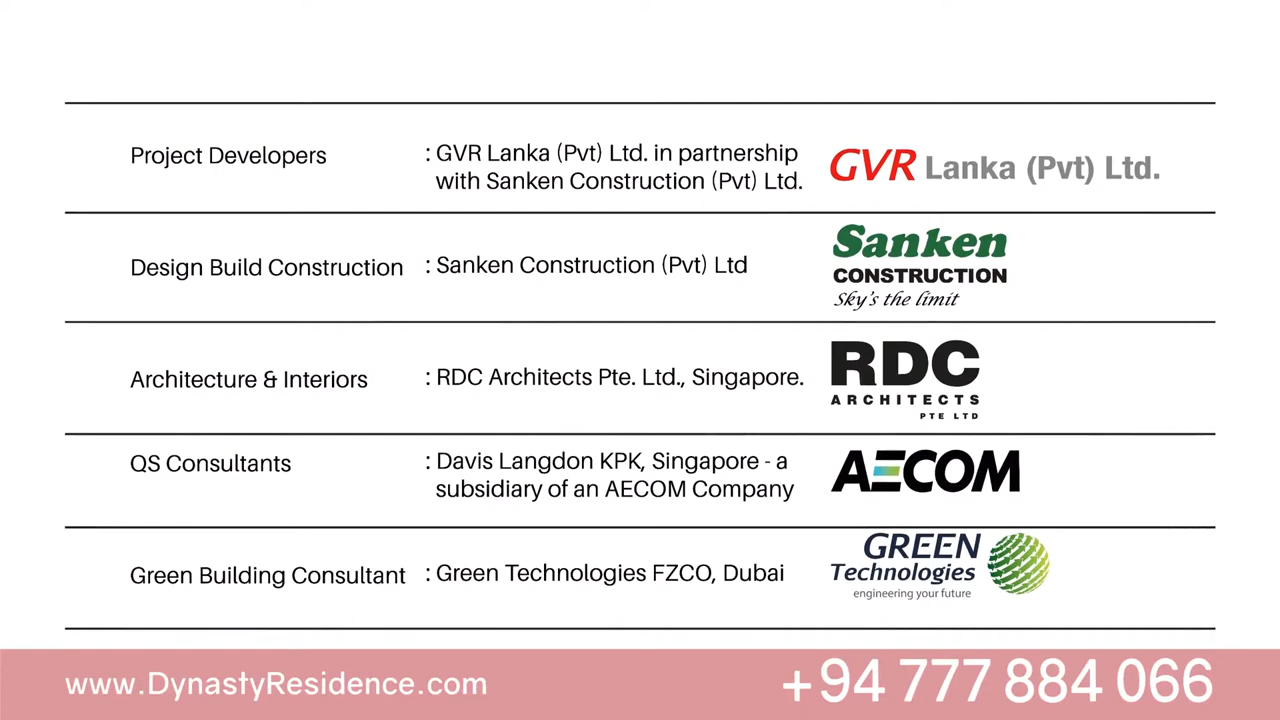 Project Developers : GVR Lanka (Pvt) Ltd. in partnership
with Sanken Construction (Pvt) Ltd.
GVR Lanka (Pvt) Ltd.
Design Build Construction : Sanken Construction (Pvt) Ltd
Sanken
CONSTRUCTION
Sky's the limit
Architecture & Interiors : RDC Architects Pte. Ltd., Singapore.
RDC
ARCHITECTS
PTE LTD
QS Consultants : Davis Langdon KPK, Singapore - a
subsidiary of an AECOM Company
AECOM
Green Building Consultant : Green Technologies FZCO, Dubai
GREEN
Technologies
engineering your future
www.DynastyResidence.com +94 777 884 066